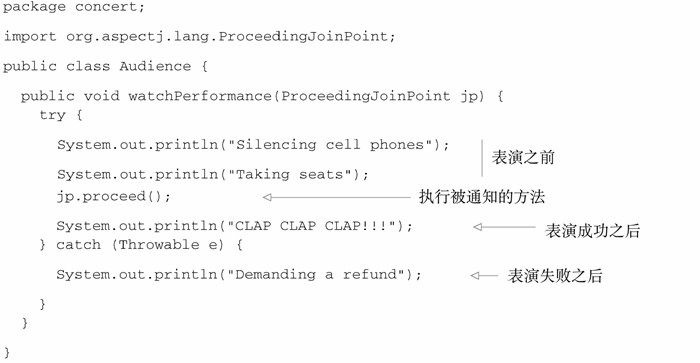 package concert;
import org.aspectj.lang.ProceedingJoinPoint;
public class Audience {
public void watchPerformance(ProceedingJoinPoint jp) {
try {
System.out.println("Silencing cell phones");
表演之前
System.out.println("Taking seats");
jp.proceed(); 执行被通知的方法
System.out.println("CLAP CLAP CLAP!!!"); 表演成功之后
} catch (Throwable e) {
System.out.println("Demanding a refund"); 表演失败之后
}
}
}